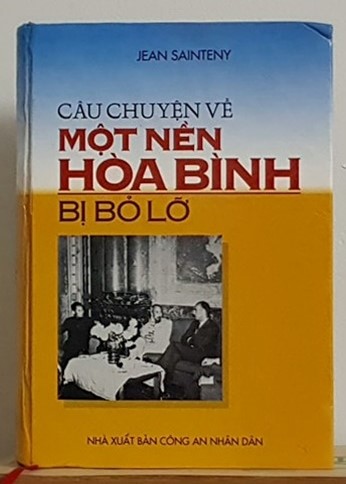 JEAN SAINTENY
CÂU CHUYỆN VỀ
MỘT NỀN
HÒA BÌNH
BỊ BỎ LỠ
NHÀ XUẤT BẢN CÔNG AN NHÂN DÂN